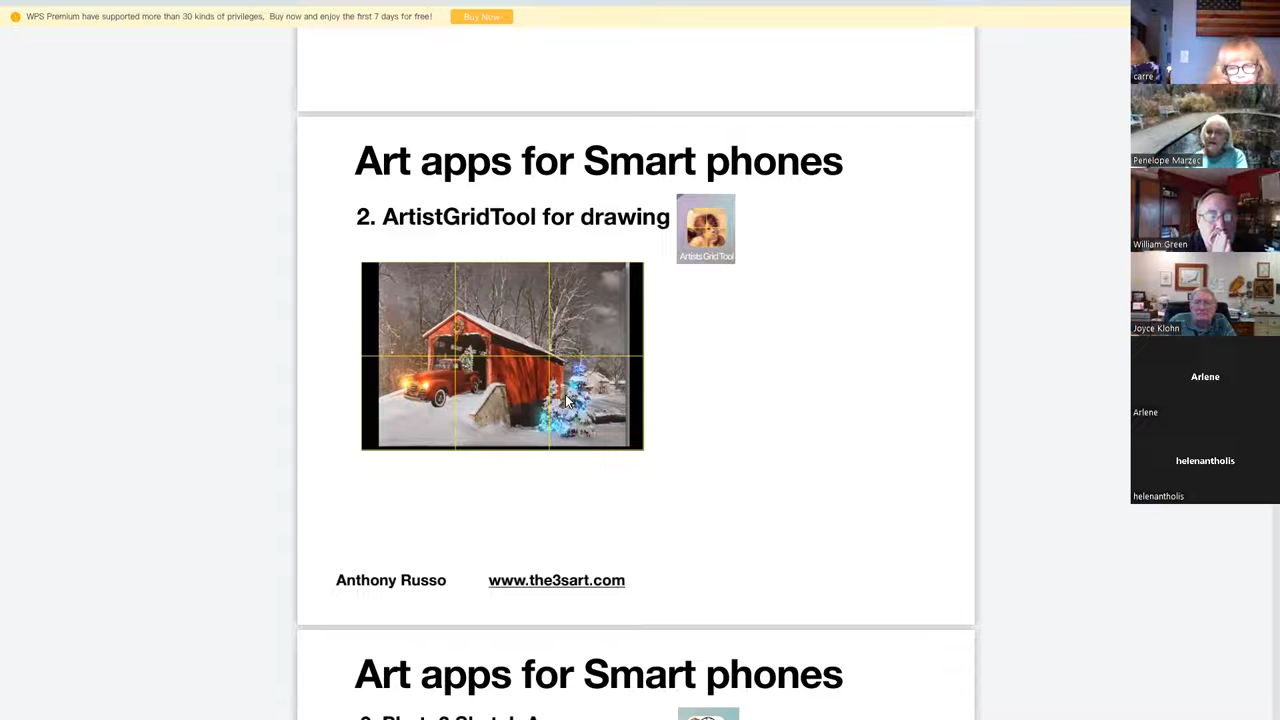 WPS Premium have supported more than 30 kinds of privileges, Buy now and enjoy the first 7 days for free!
Buy Now
carre
Art apps for Smart phones
Penelope Marzec
2. ArtistGridTool for drawing
William Green
ArtistsGridTool
Joyce Klohn
Arlene
Arlene
helenantholis
helenantholis
Anthony Russo
www.the3sart.com
Art apps for Smart phones